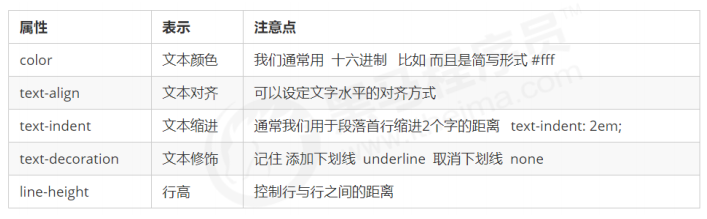 属性 表示 注意点
color 文本颜色 我们通常用 十六进制 比如 而且是简写形式 #fff
text-align 文本对齐 可以设定文字水平的对齐方式
text-indent 文本缩进 通常我们用于段落首行缩进2个字的距离 text-indent: 2em;
text-decoration 文本修饰 记住 添加下划线 underline 取消下划线 none
line-height 行高 控制行与行之间的距离